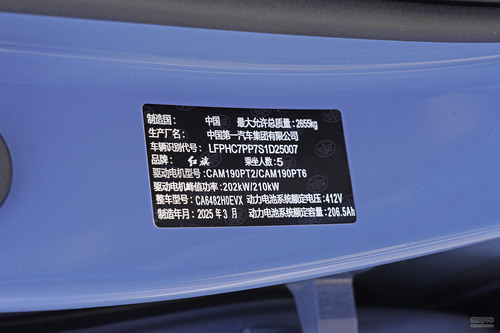 制造国: 中国 最大允许总质量: 2655kg
生产厂名: 中国第一汽车集团有限公司
车辆识别代号: LFPHC7PP7S1D25007
品牌: 红旗 乘坐人数: 5
驱动电机型号: CAM190PT2/CAM190PT6
驱动电机峰值功率: 202kW/210kW
整车型号: CA6482H0EVX 动力电池系统额定电压: 412V
制造年月: 2025年3月 动力电池系统额定容量: 206.5Ah